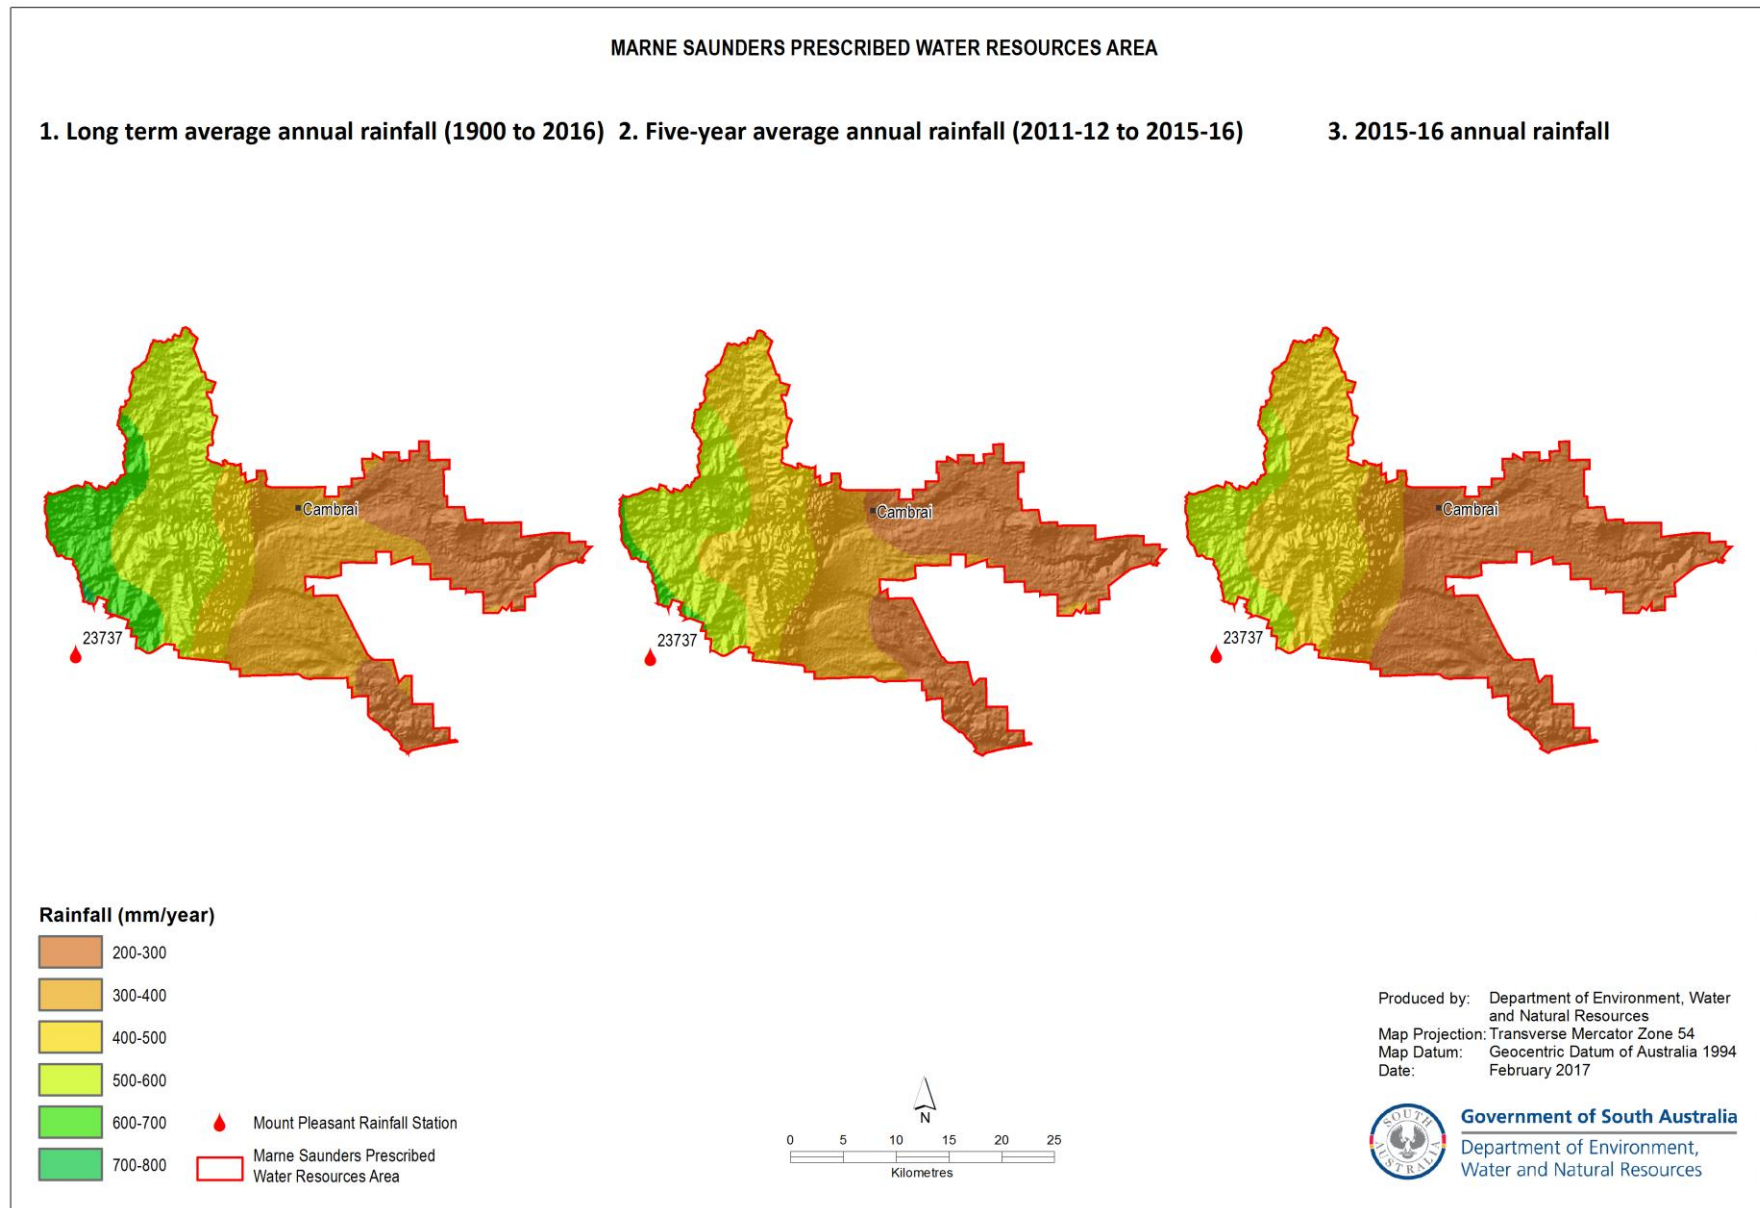 MARNE SAUNDERS PRESCRIBED WATER RESOURCES AREA
1. Long term average annual rainfall (1900 to 2016)
2. Five-year average annual rainfall (2011-12 to 2015-16)
3. 2015-16 annual rainfall
Cambrai
23737
Cambrai
23737
Cambrai
23737
Rainfall (mm/year)
200-300
300-400
400-500
500-600
600-700
700-800
Mount Pleasant Rainfall Station
Marne Saunders Prescribed
Water Resources Area
N
0 5 10 15 20 25
Kilometres
Produced by: Department of Environment, Water
and Natural Resources
Map Projection: Transverse Mercator Zone 54
Map Datum: Geocentric Datum of Australia 1994
Date: February 2017
SOUTH AUSTRALIA
Government of South Australia
Department of Environment,
Water and Natural Resources